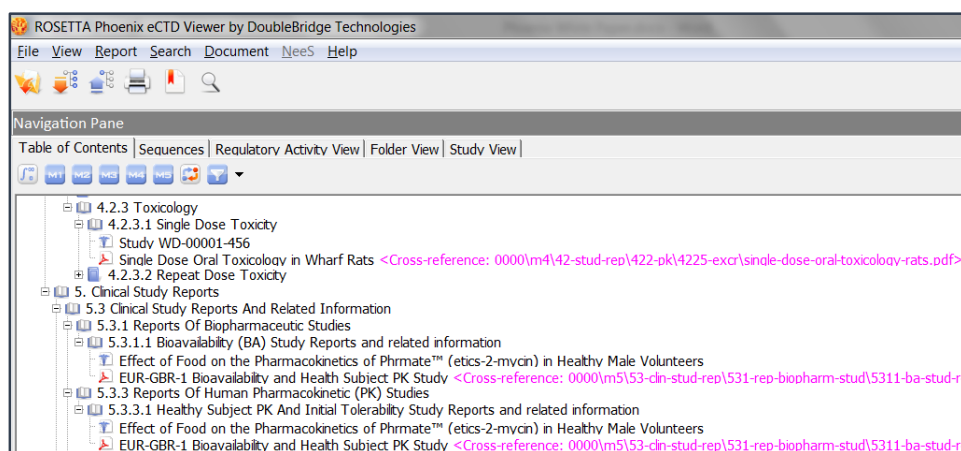 ROSETTA Phoenix eCTD Viewer by DoubleBridge Technologies
File View Report Search Document NeeS Help
Navigation Pane
Table of Contents Sequences Regulatory Activity View Folder View Study View
M1 M2 M3 M4 M5
4.2.3 Toxicology
4.2.3.1 Single Dose Toxicity
Study WD-00001-456
Single Dose Oral Toxicology in Wharf Rats <Cross-reference: 0000\m4\42-stud-rep\422-pk\4225-excr\single-dose-oral-toxicology-rats.pdf>
4.2.3.2 Repeat Dose Toxicity
5. Clinical Study Reports
5.3 Clinical Study Reports And Related Information
5.3.1 Reports Of Biopharmaceutic Studies
5.3.1.1 Bioavailability (BA) Study Reports and related information
Effect of Food on the Pharmacokinetics of Phrmate™ (etics-2-mycin) in Healthy Male Volunteers
EUR-GBR-1 Bioavailability and Health Subject PK Study <Cross-reference: 0000\m5\53-clin-stud-rep\531-rep-biopharm-stud\5311-ba-stud-r
5.3.3 Reports Of Human Pharmacokinetic (PK) Studies
5.3.3.1 Healthy Subject PK And Initial Tolerability Study Reports and related information
Effect of Food on the Pharmacokinetics of Phrmate™ (etics-2-mycin) in Healthy Male Volunteers
EUR-GBR-1 Bioavailability and Health Subject PK Study <Cross-reference: 0000\m5\53-clin-stud-rep\531-rep-biopharm-stud\5311-ba-stud-r